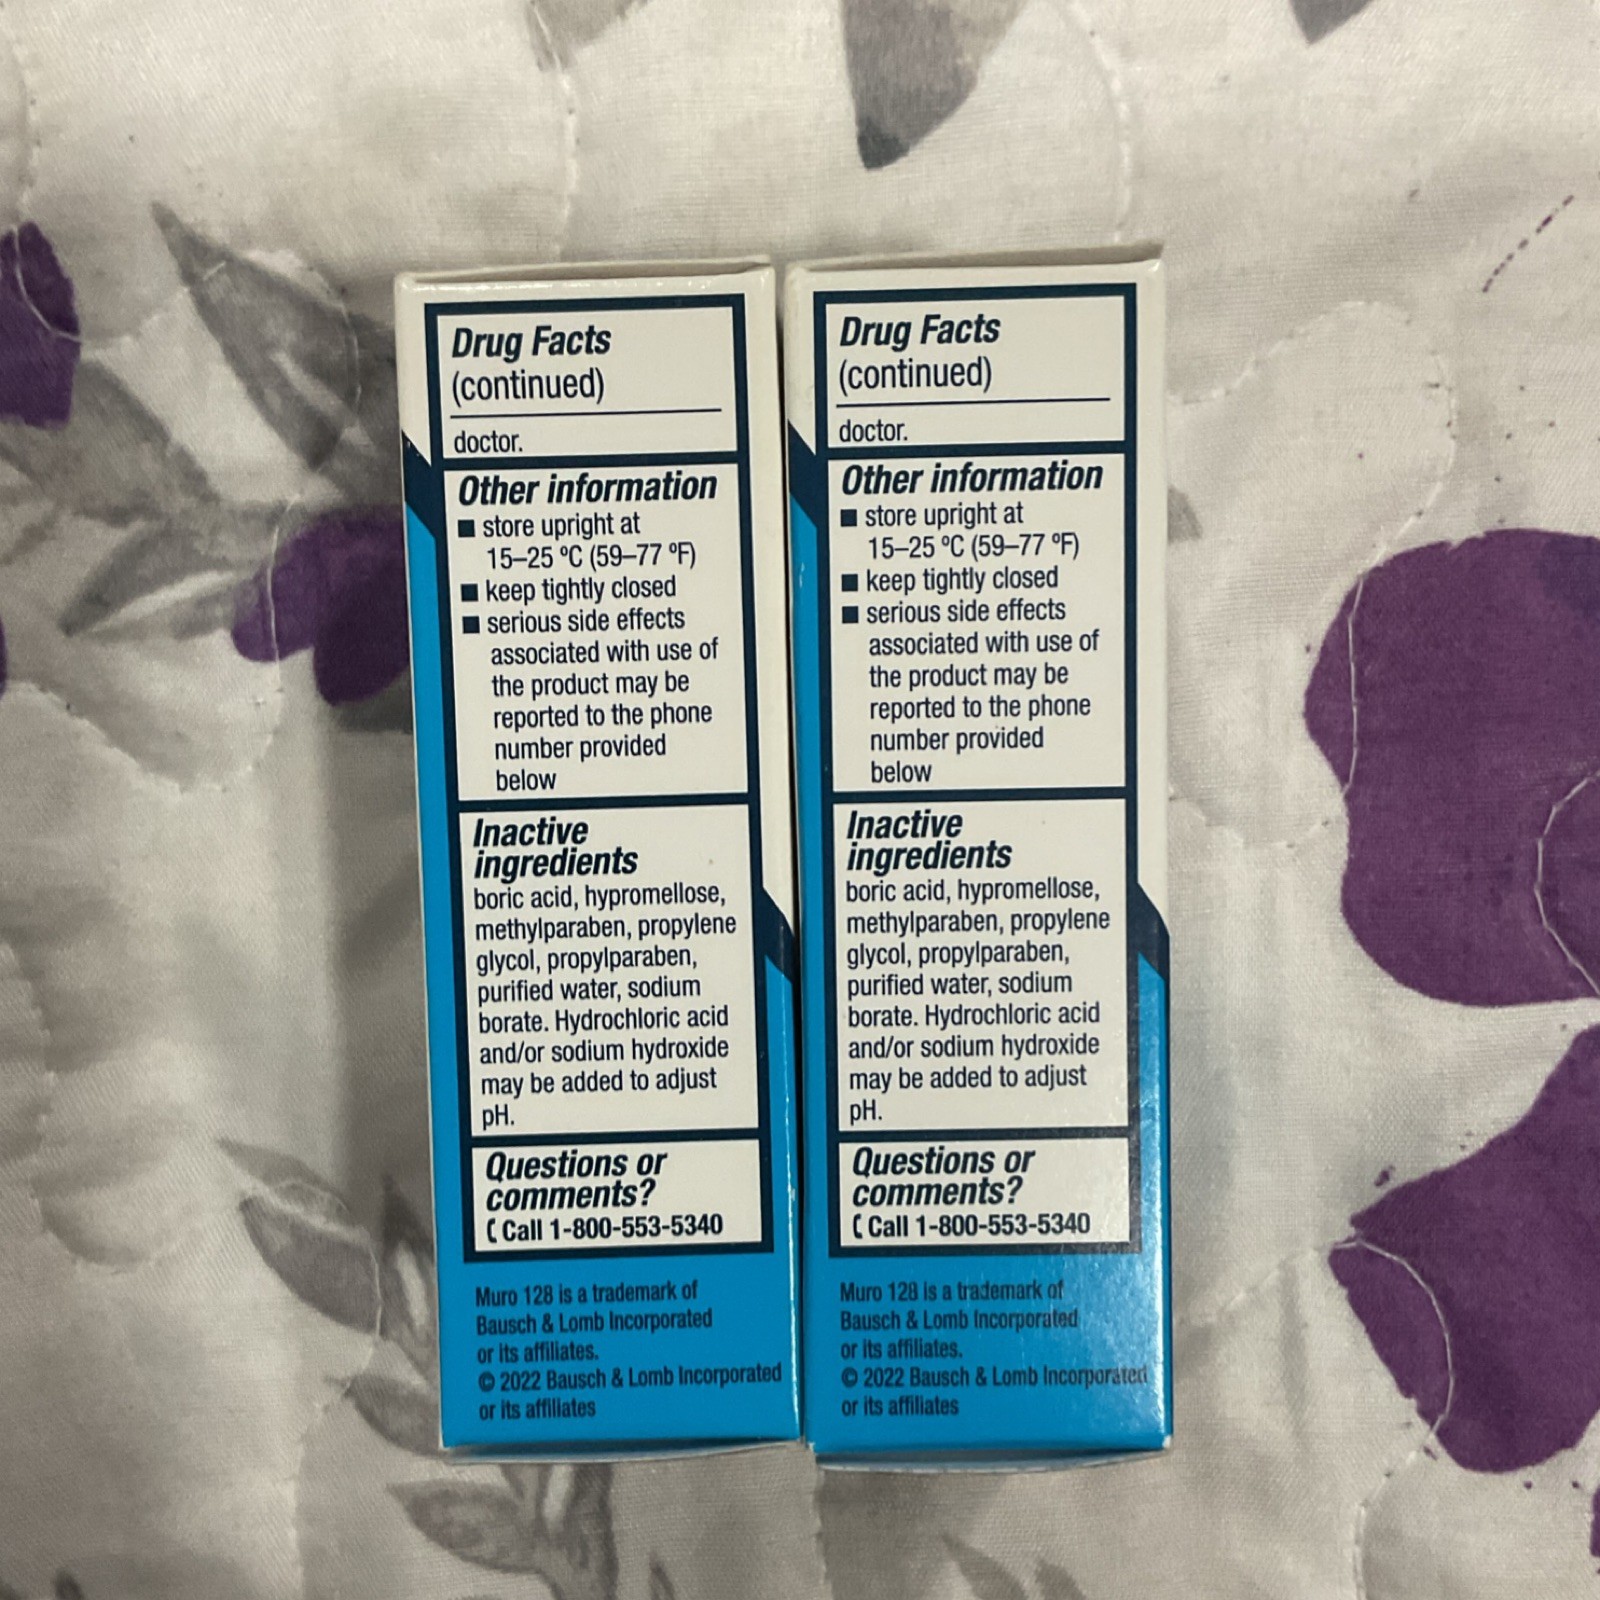 Drug Facts
(continued)
doctor.
Other information
■ store upright at
15–25 ºC (59–77 ºF)
■ keep tightly closed
■ serious side effects
associated with use of
the product may be
reported to the phone
number provided
below
Inactive
ingredients
boric acid, hypromellose,
methylparaben, propylene
glycol, propylparaben,
purified water, sodium
borate. Hydrochloric acid
and/or sodium hydroxide
may be added to adjust
pH.
Questions or
comments?
Call 1-800-553-5340
Muro 128 is a trademark of
Bausch & Lomb Incorporated
or its affiliates.
© 2022 Bausch & Lomb Incorporated
or its affiliates
Drug Facts
(continued)
doctor.
Other information
■ store upright at
15–25 ºC (59–77 ºF)
■ keep tightly closed
■ serious side effects
associated with use of
the product may be
reported to the phone
number provided
below
Inactive
ingredients
boric acid, hypromellose,
methylparaben, propylene
glycol, propylparaben,
purified water, sodium
borate. Hydrochloric acid
and/or sodium hydroxide
may be added to adjust
pH.
Questions or
comments?
Call 1-800-553-5340
Muro 128 is a trademark of
Bausch & Lomb Incorporated
or its affiliates.
© 2022 Bausch & Lomb Incorporated
or its affiliates